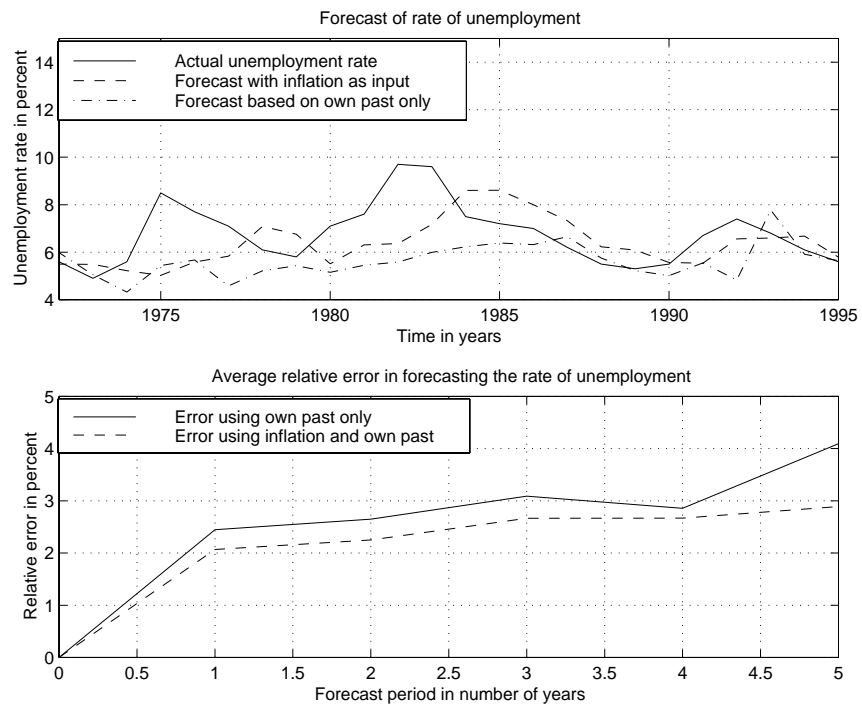 Forecast of rate of unemployment
Unemployment rate in percent
Actual unemployment rate
Forecast with inflation as input
Forecast based on own past only
14
12
10
8
6
4
1975
1980
1985
1990
1995
Time in years
Average relative error in forecasting the rate of unemployment
Relative error in percent
Error using own past only
Error using inflation and own past
5
4
3
2
1
0
0
0.5
1
1.5
2
2.5
3
3.5
4
4.5
5
Forecast period in number of years